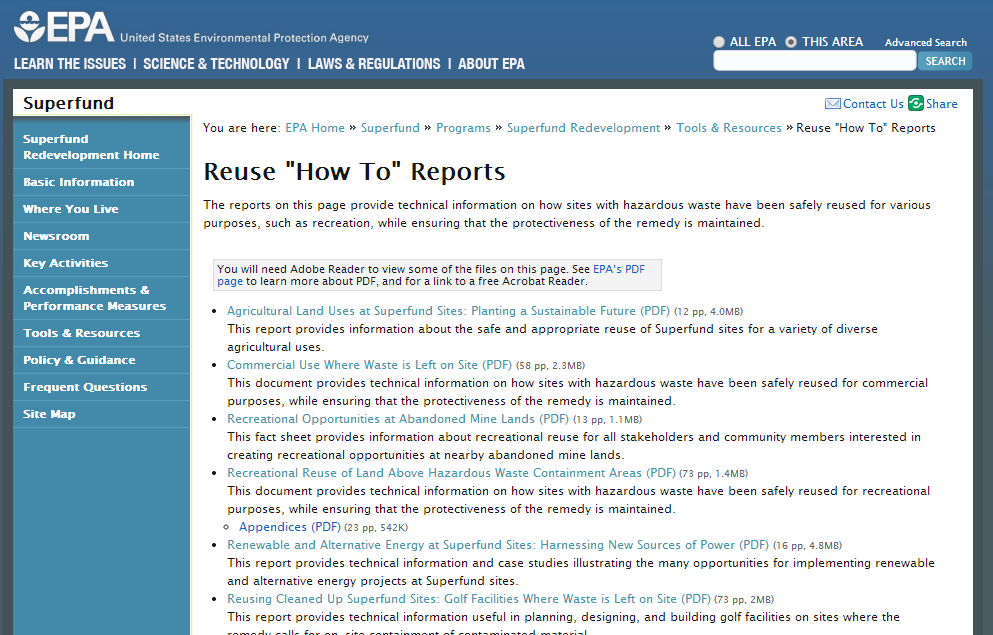 EPA United States Environmental Protection Agency
ALL EPA THIS AREA Advanced Search
SEARCH
LEARN THE ISSUES | SCIENCE & TECHNOLOGY | LAWS & REGULATIONS | ABOUT EPA
Superfund
Contact Us Share
Superfund
Redevelopment Home
Basic Information
Where You Live
Newsroom
Key Activities
Accomplishments &
Performance Measures
Tools & Resources
Policy & Guidance
Frequent Questions
Site Map
You are here: EPA Home » Superfund » Programs » Superfund Redevelopment » Tools & Resources » Reuse "How To" Reports
Reuse "How To" Reports
The reports on this page provide technical information on how sites with hazardous waste have been safely reused for various
purposes, such as recreation, while ensuring that the protectiveness of the remedy is maintained.
You will need Adobe Reader to view some of the files on this page. See EPA's PDF
page to learn more about PDF, and for a link to a free Acrobat Reader.
• Agricultural Land Uses at Superfund Sites: Planting a Sustainable Future (PDF) (12 pp, 4.0MB)
This report provides information about the safe and appropriate reuse of Superfund sites for a variety of diverse
agricultural uses.
• Commercial Use Where Waste is Left on Site (PDF) (58 pp, 2.3MB)
This document provides technical information on how sites with hazardous waste have been safely reused for commercial
purposes, while ensuring that the protectiveness of the remedy is maintained.
• Recreational Opportunities at Abandoned Mine Lands (PDF) (13 pp, 1.1MB)
This fact sheet provides information about recreational reuse for all stakeholders and community members interested in
creating recreational opportunities at nearby abandoned mine lands.
• Recreational Reuse of Land Above Hazardous Waste Containment Areas (PDF) (73 pp, 1.4MB)
This document provides technical information on how sites with hazardous waste have been safely reused for recreational
purposes, while ensuring that the protectiveness of the remedy is maintained.
○ Appendices (PDF) (23 pp, 542K)
• Renewable and Alternative Energy at Superfund Sites: Harnessing New Sources of Power (PDF) (16 pp, 4.8MB)
This report provides technical information and case studies illustrating the many opportunities for implementing renewable
and alternative energy projects at Superfund sites.
• Reusing Cleaned Up Superfund Sites: Golf Facilities Where Waste is Left on Site (PDF) (73 pp, 2MB)
This report provides technical information useful in planning, designing, and building golf facilities on sites where the
remedy calls for on-site containment of contaminated material.